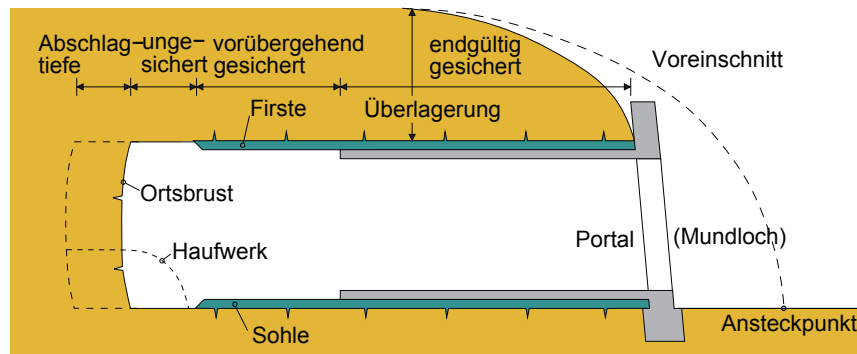 Abschlag-
tiefe
unge-
sichert
vorübergehend
gesichert
endgültig
gesichert
Voreinschnitt
Überlagerung
Firste
Ortsbrust
Haufwerk
Portal
(Mundloch)
Sohle
Ansteckpunkt